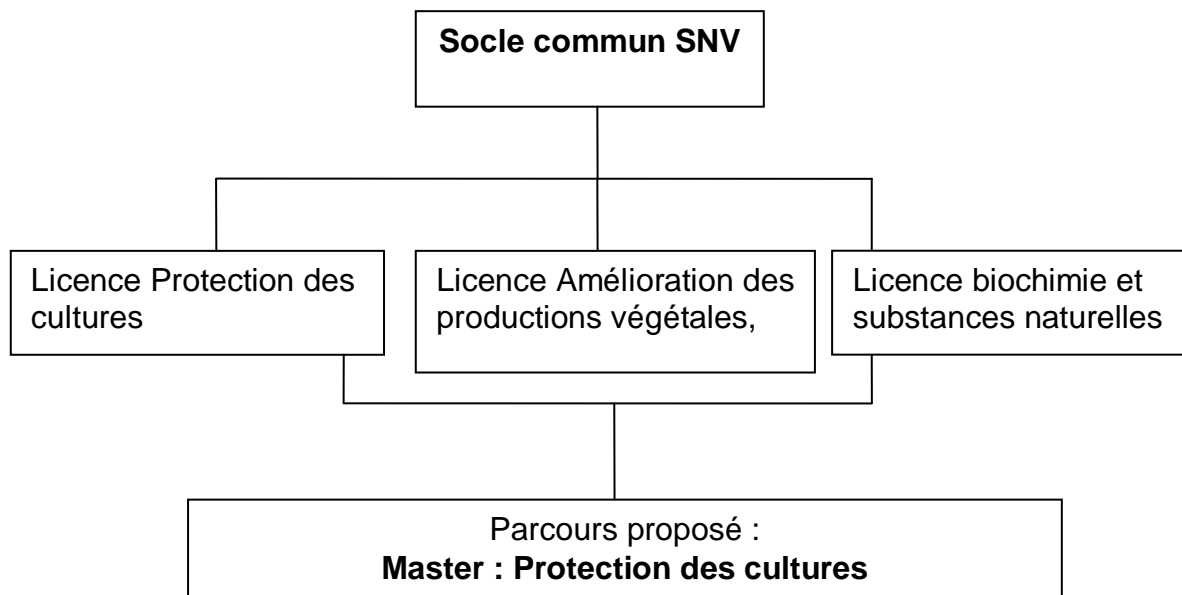 Socle commun SNV
Licence Protection des
cultures
Licence Amélioration des
productions végétales,
Licence biochimie et
substances naturelles
Parcours proposé :
Master : Protection des cultures